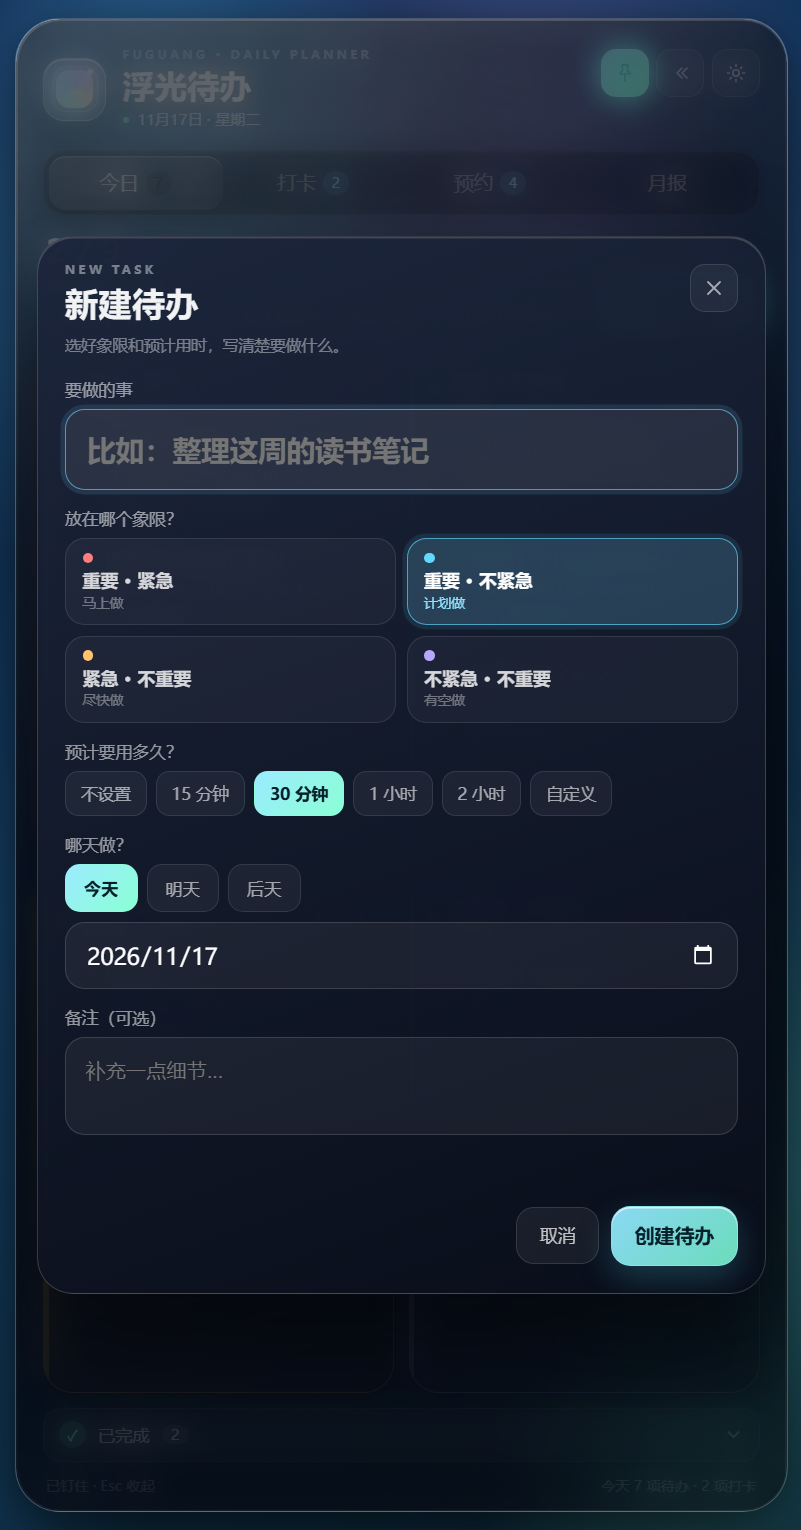 FUGUANG • DAILY PLANNER
浮光待办
11月17日 · 星期二
今日 7
打卡 2
预约 4
月报
NEW TASK
新建待办
选好象限和预计用时，写清楚要做什么。
要做的事
比如：整理这周的读书笔记
放在哪个象限？
重要 • 紧急
马上做
重要 • 不紧急
计划做
紧急 • 不重要
尽快做
不紧急 • 不重要
有空做
预计要用多久？
不设置
15 分钟
30 分钟
1 小时
2 小时
自定义
哪天做？
今天
明天
后天
2026/11/17
备注（可选）
补充一点细节...
取消
创建待办
已完成 2
已钉住 · Esc 收起
今天 7 项待办 · 2 项打卡